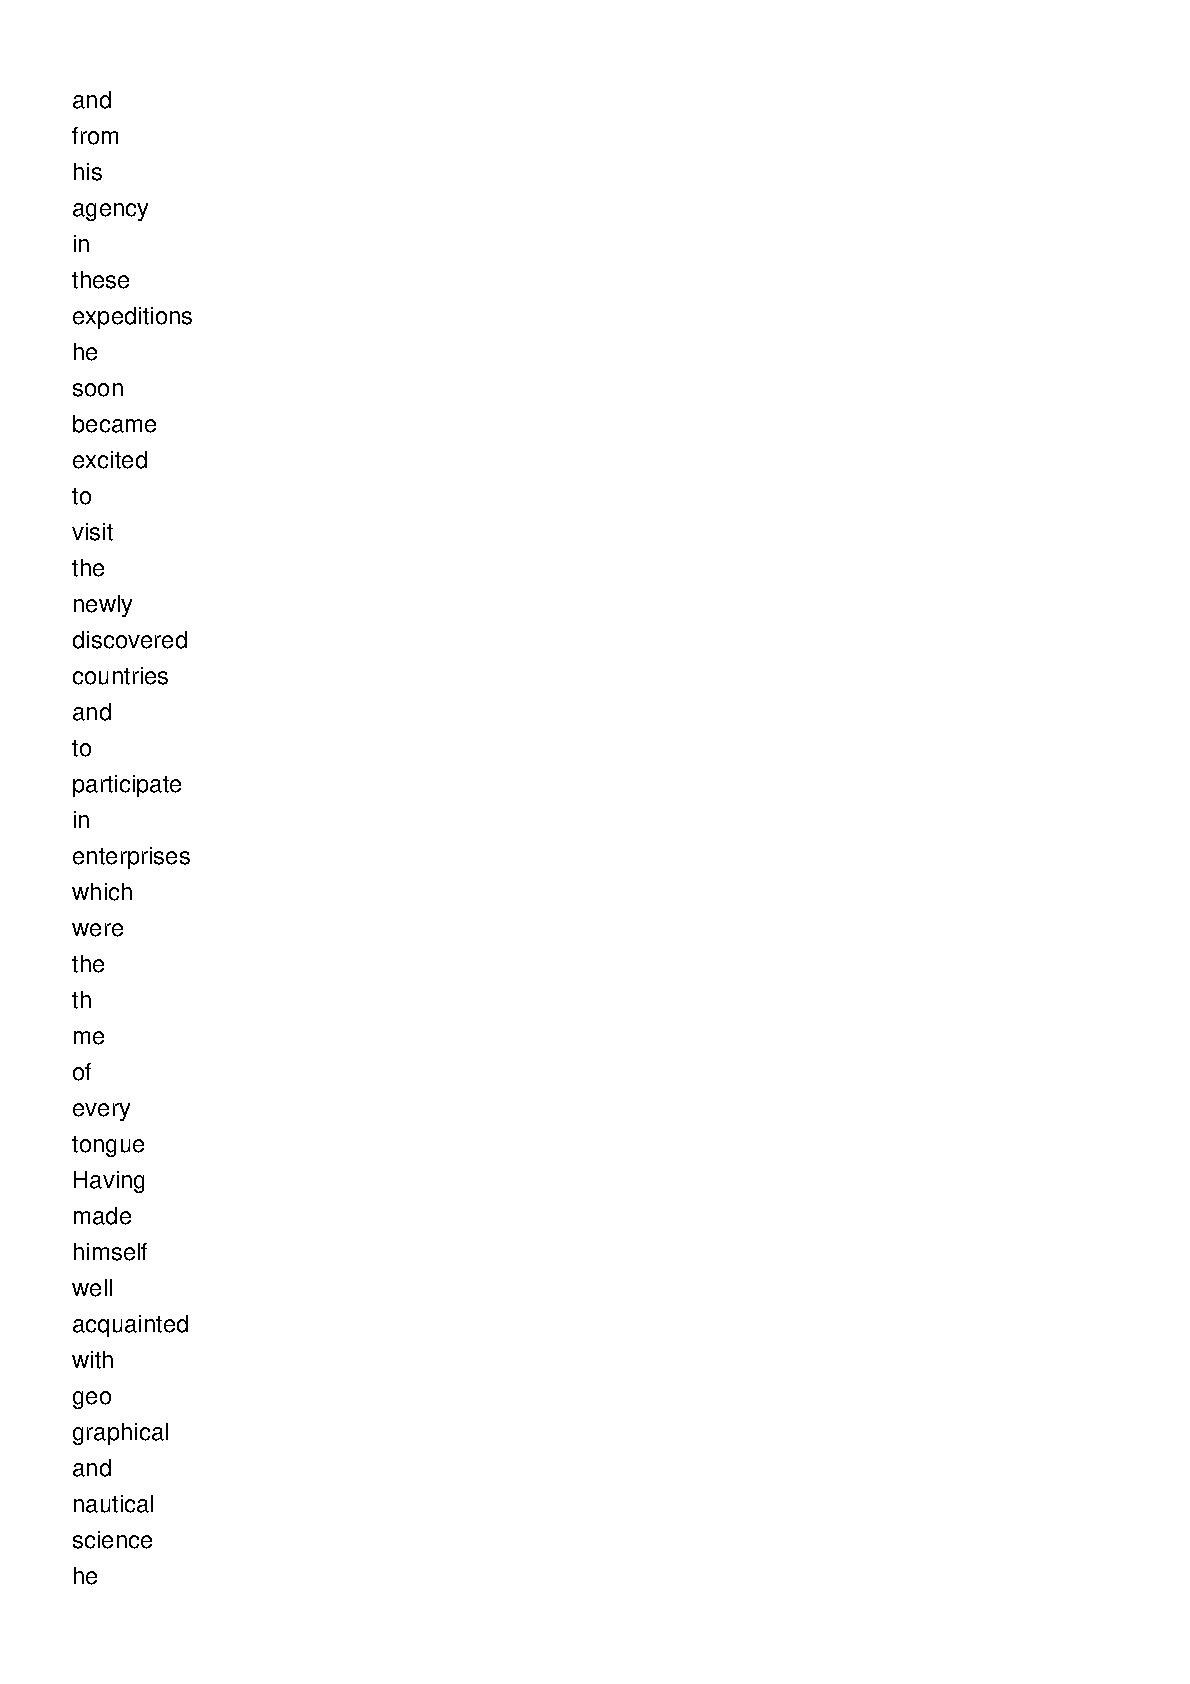 and
from
his
agency
in
these
expeditions
he
soon
became
excited
to
visit
the
newly
discovered
countries
and
to
participate
in
enterprises
which
were
the
th
me
of
every
tongue
Having
made
himself
well
acquainted
with
geo
graphical
and
nautical
science
he